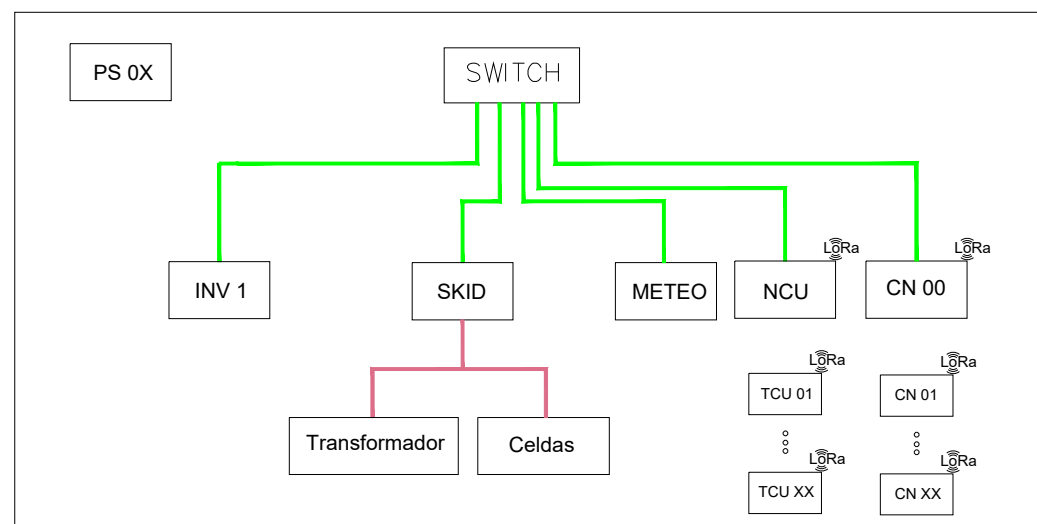 PS 0X
SWITCH
LoRa
LoRa
INV 1
SKID
METEO
NCU
CN 00
LoRa
LoRa
TCU 01
CN 01
Transformador
Celdas
LoRa
LoRa
TCU XX
CN XX